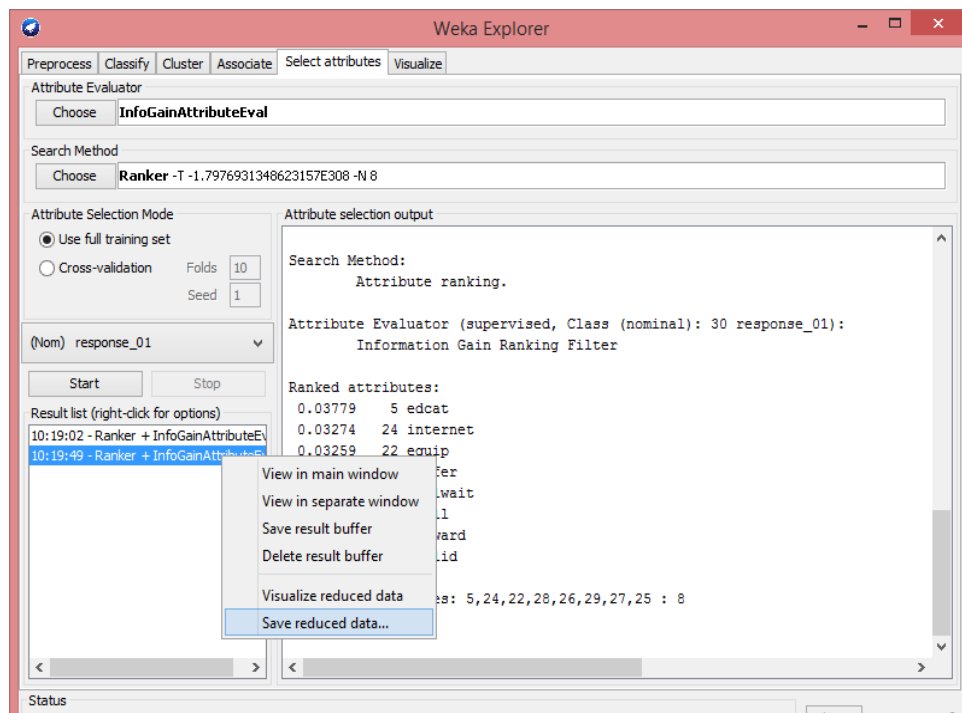 Weka Explorer
Preprocess Classify Cluster Associate Select attributes Visualize
Attribute Evaluator
Choose InfoGainAttributeEval
Search Method
Choose Ranker -T -1.7976931348623157E308 -N 8
Attribute Selection Mode
Use full training set
Cross-validation Folds 10
Seed 1
(Nom) response_01
Start Stop
Result list (right-click for options)
10:19:02 - Ranker + InfoGainAttributeEv
10:19:49 - Ranker +
View in main window
View in separate window
Save result buffer
Delete result buffer
Visualize reduced data
Save reduced data...
Attribute selection output
Search Method:
Attribute ranking.
Attribute Evaluator (supervised, Class (nominal): 30 response_01):
Information Gain Ranking Filter
Ranked attributes:
0.03779 5 edcat
0.03274 24 internet
0.03259 22 equip
fer
wait
ll
ward
id
es: 5,24,22,28,26,29,27,25 : 8
Status